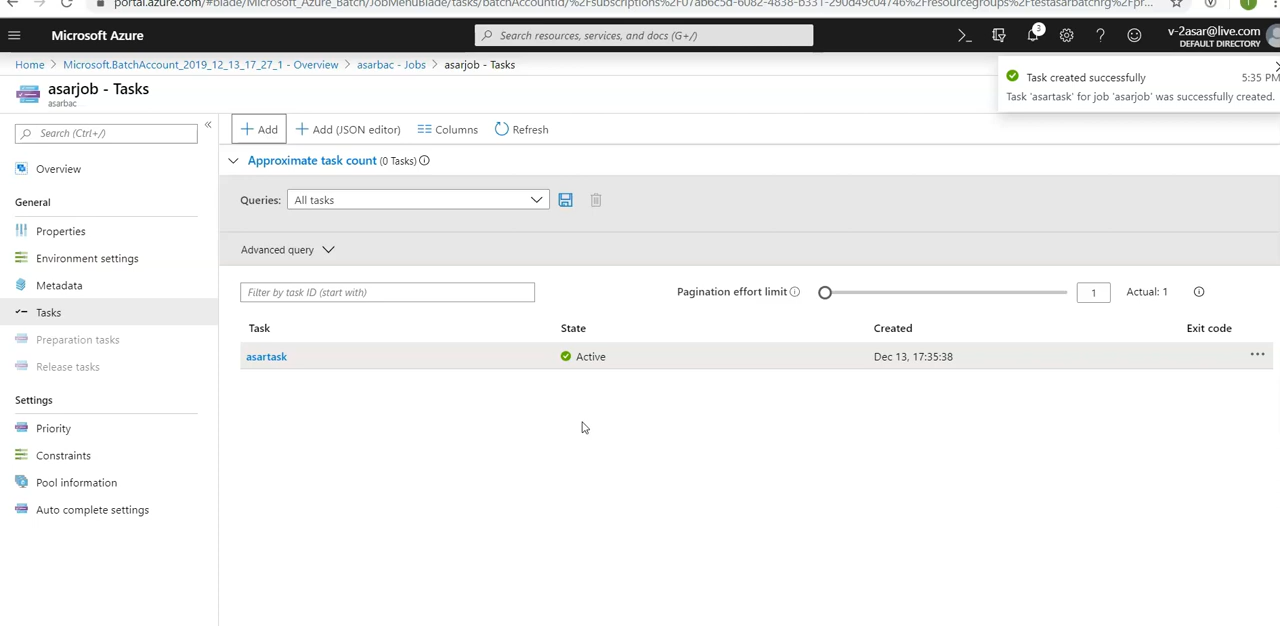 portal.azure.com/#blade/Microsoft_Azure_Batch/JobMenuBlade/tasks/batchAccountId/%2Fsubscriptions%2F07ab6c5d-6082-4838-b331-290d49c04746%2Fresourcegroups%2Ftestasarbatchrg%2Fpr...
Microsoft Azure
Search resources, services, and docs (G+/)
3
v-2asar@live.com
DEFAULT DIRECTORY
Home > Microsoft.BatchAccount_2019_12_13_17_27_1 - Overview > asarbac - Jobs > asarjob - Tasks
asarjob - Tasks
asarbac
Task created successfully 5:35 PM
Task 'asartask' for job 'asarjob' was successfully created.
Search (Ctrl+/)
Overview
General
Properties
Environment settings
Metadata
Tasks
Preparation tasks
Release tasks
Settings
Priority
Constraints
Pool information
Auto complete settings
Add Add (JSON editor) Columns Refresh
Approximate task count (0 Tasks)
Queries: All tasks
Advanced query
Filter by task ID (start with) Pagination effort limit 1 Actual: 1
Task State Created Exit code
asartask Active Dec 13, 17:35:38